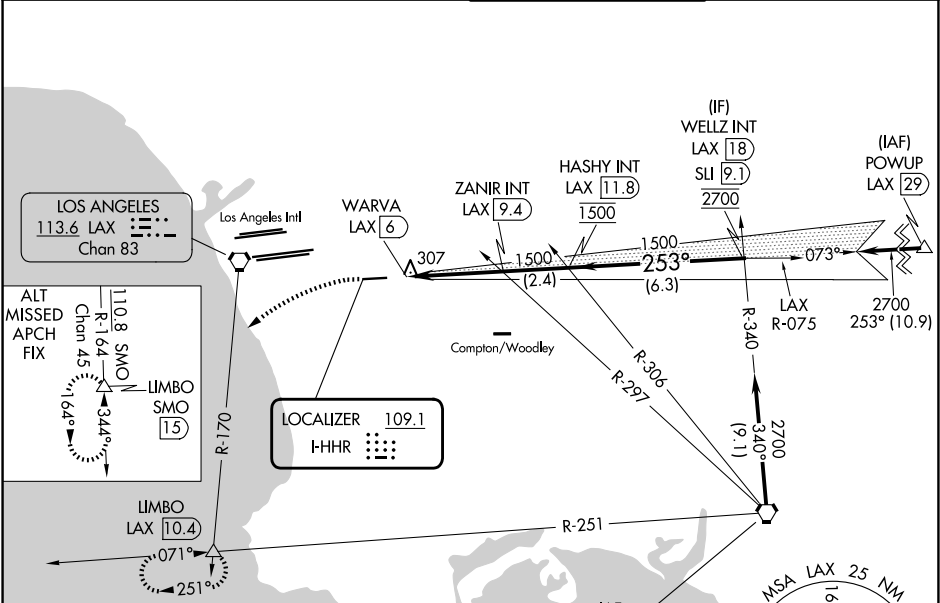 (IF)
WELLZ INT
LAX 18
SLI 9.1
2700
(IAF)
POWUP
LAX 29
HASHY INT
LAX 11.8
1500
ZANIR INT
LAX 9.4
WARVA
LAX 6
LOS ANGELES
113.6 LAX
Chan 83
Los Angeles Intl
307
1500
(2.4)
1500
253°
(6.3)
073°
LAX
R-075
2700
253° (10.9)
ALT
MISSED
APCH
FIX
110.8 SMO
R-164
Chan 45
LIMBO
SMO
15
164°
344°
R-170
Compton/Woodley
R-340
R-306
R-297
LOCALIZER 109.1
I-HHR
2700
340°
(9.1)
LIMBO
LAX 10.4
R-251
071°
251°
MSA LAX 25 NM